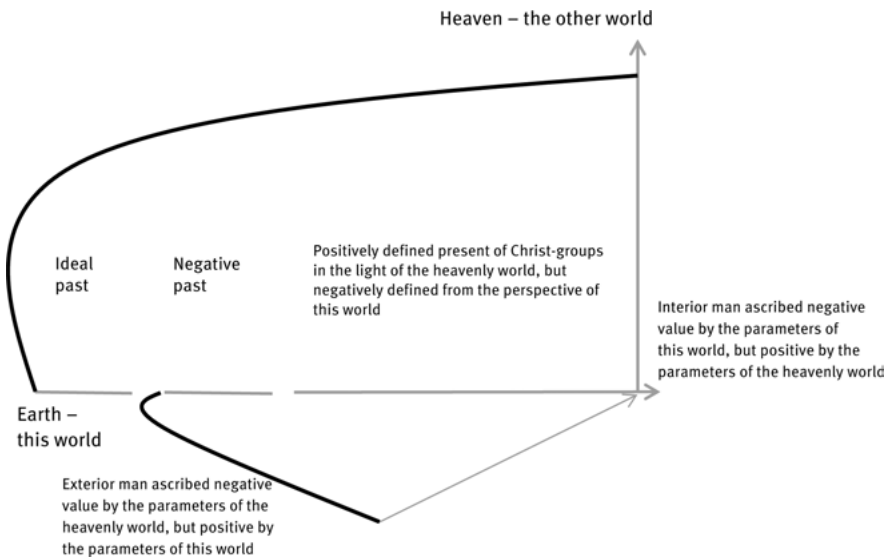 Heaven – the other world
Ideal
past
Negative
past
Positively defined present of Christ-groups
in the light of the heavenly world, but
negatively defined from the perspective of
this world
Interior man ascribed negative
value by the parameters of
this world, but positive by the
parameters of the heavenly world
Earth –
this world
Exterior man ascribed negative
value by the parameters of the
heavenly world, but positive by
the parameters of this world